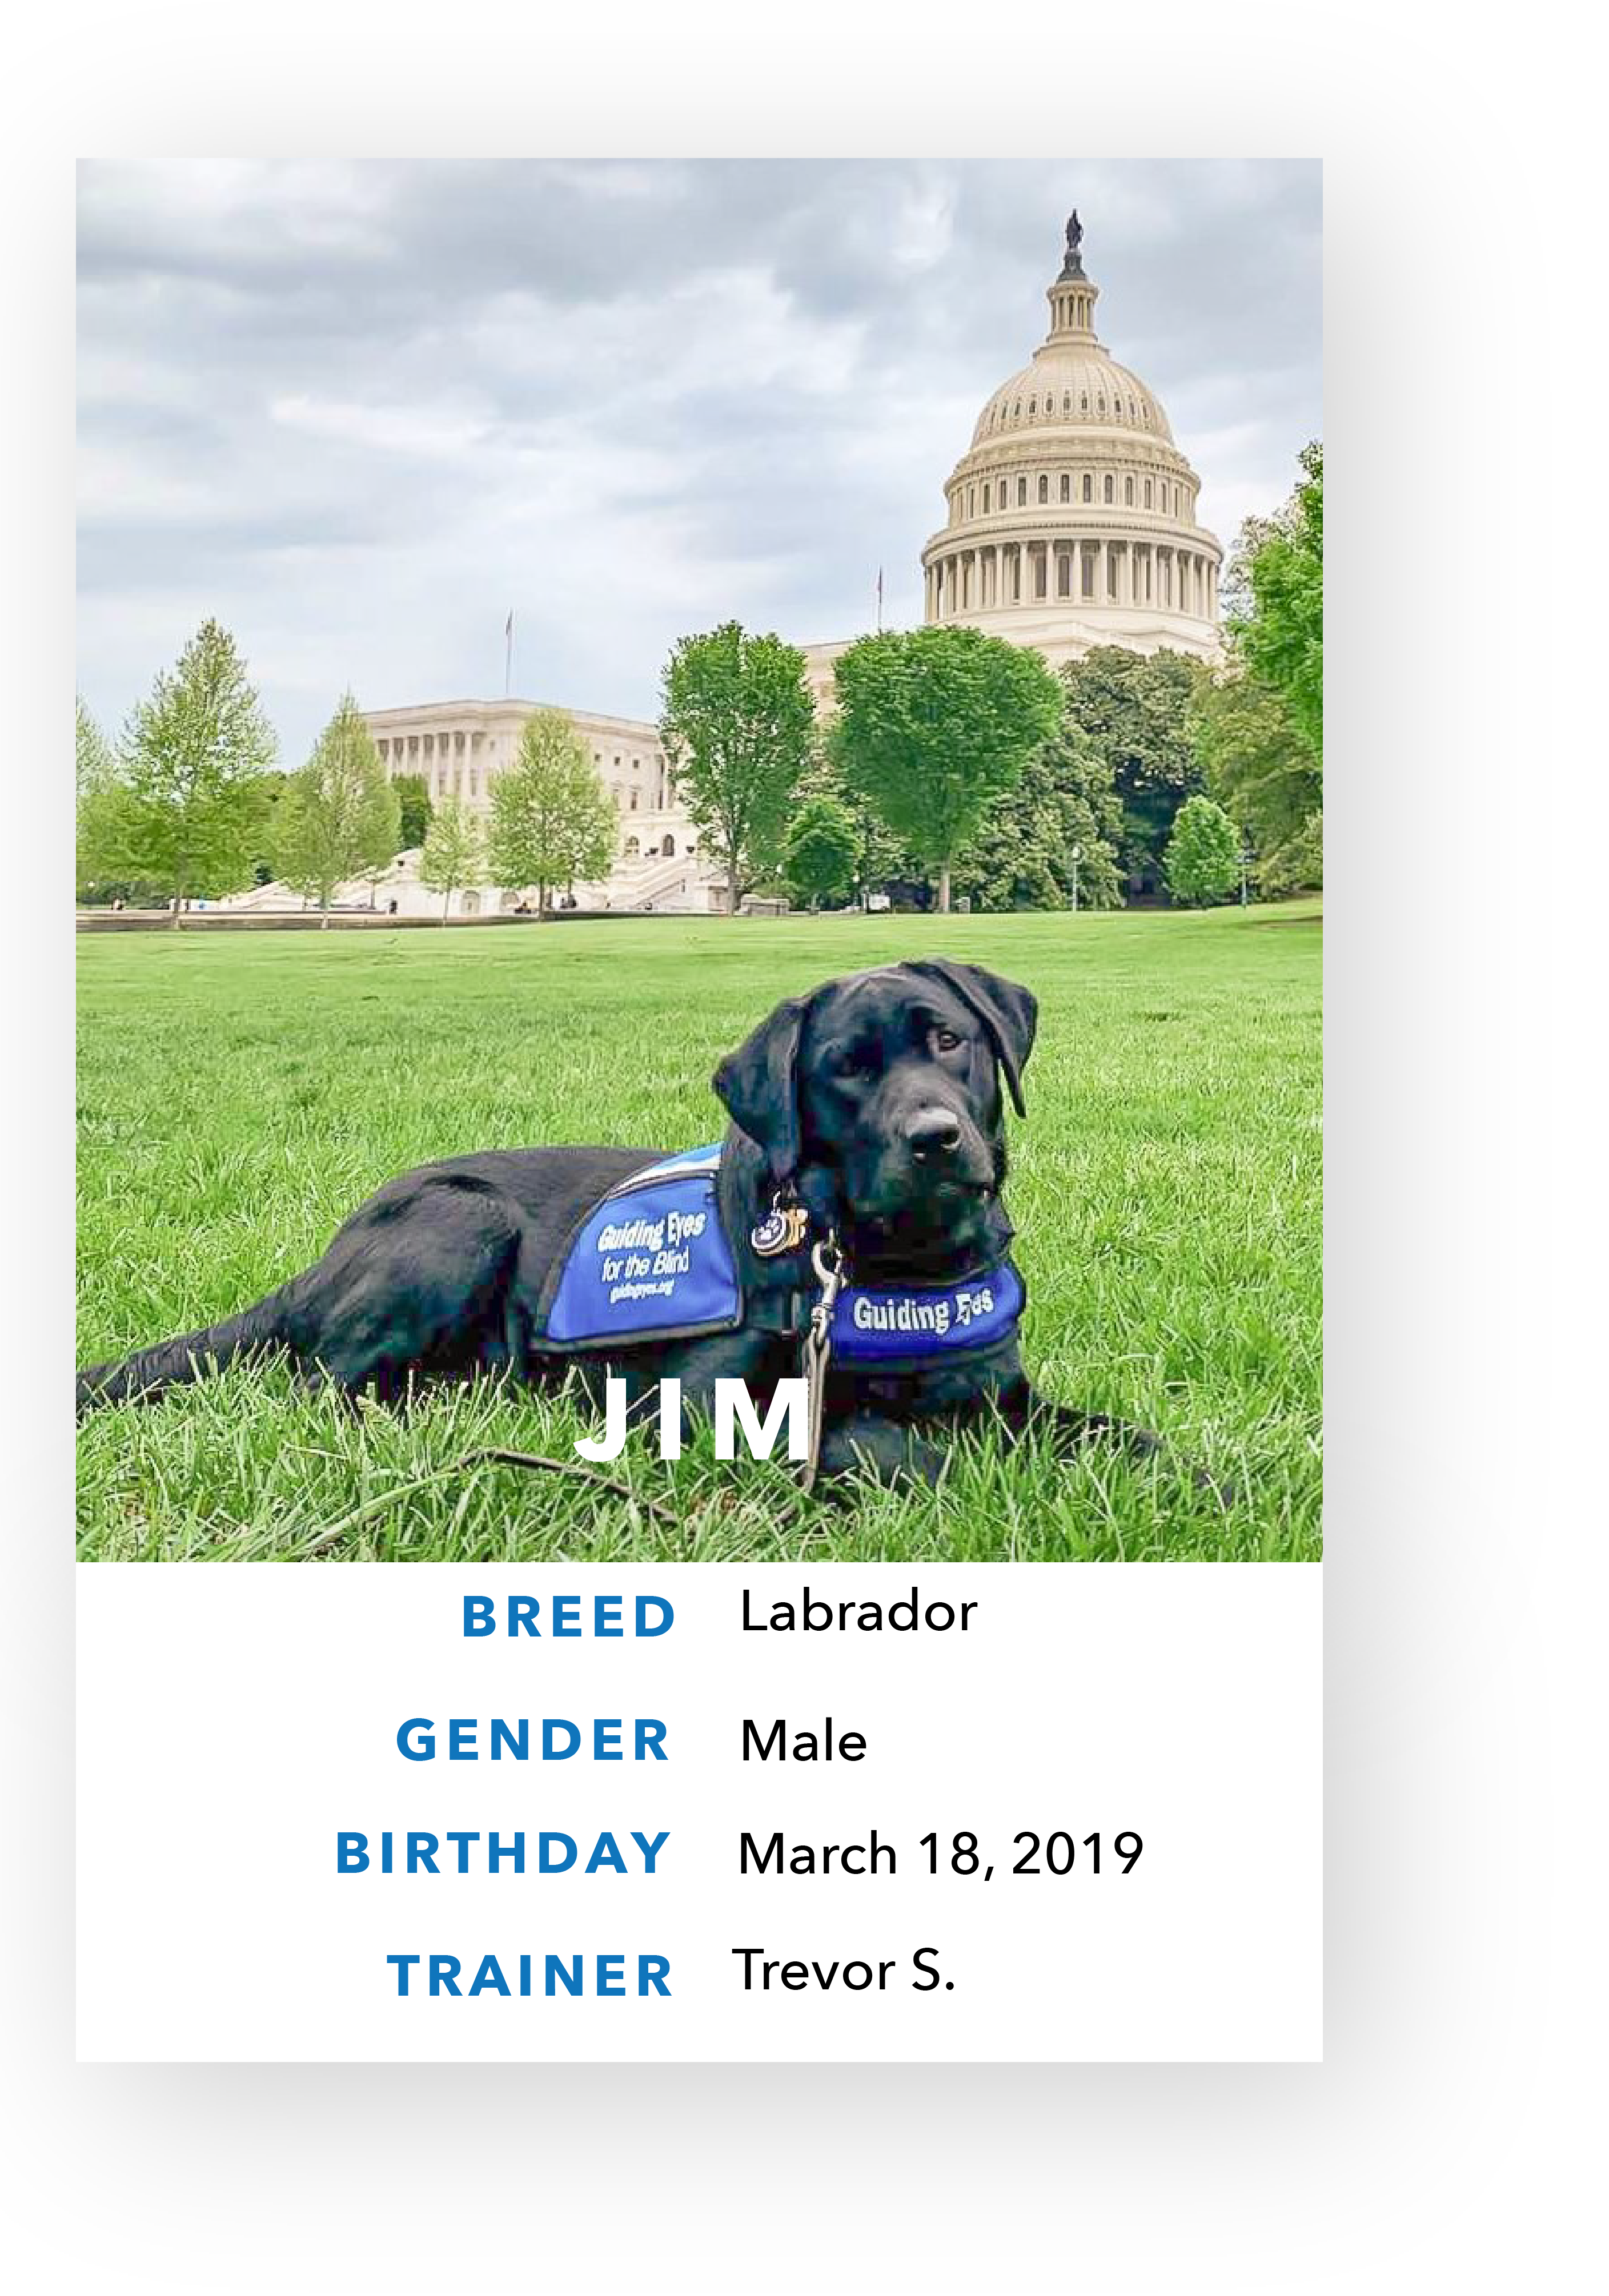 Guiding Eyes
for the Blind
guidingeyes.org
Guiding Eyes
JIM
BREED Labrador
GENDER Male
BIRTHDAY March 18, 2019
TRAINER Trevor S.